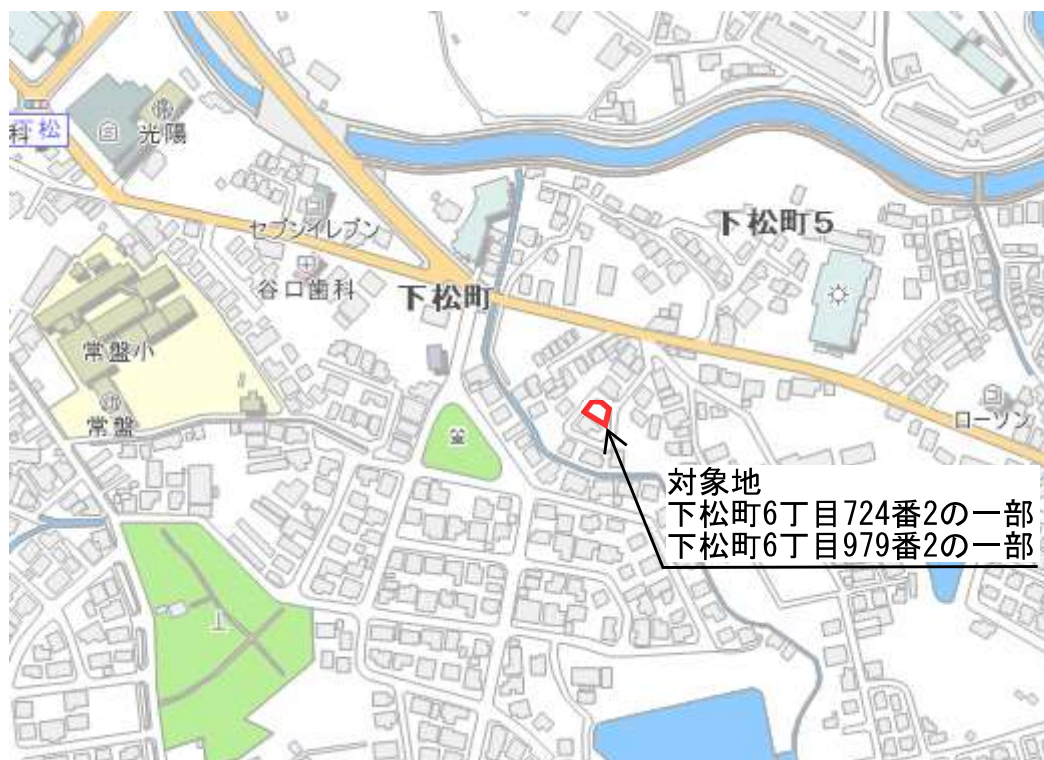 下松
科
光陽
セブンイレブン
谷口歯科
下松町
下松町5
常盤小
常盤
ローソン
対象地
下松町6丁目724番2の一部
下松町6丁目979番2の一部